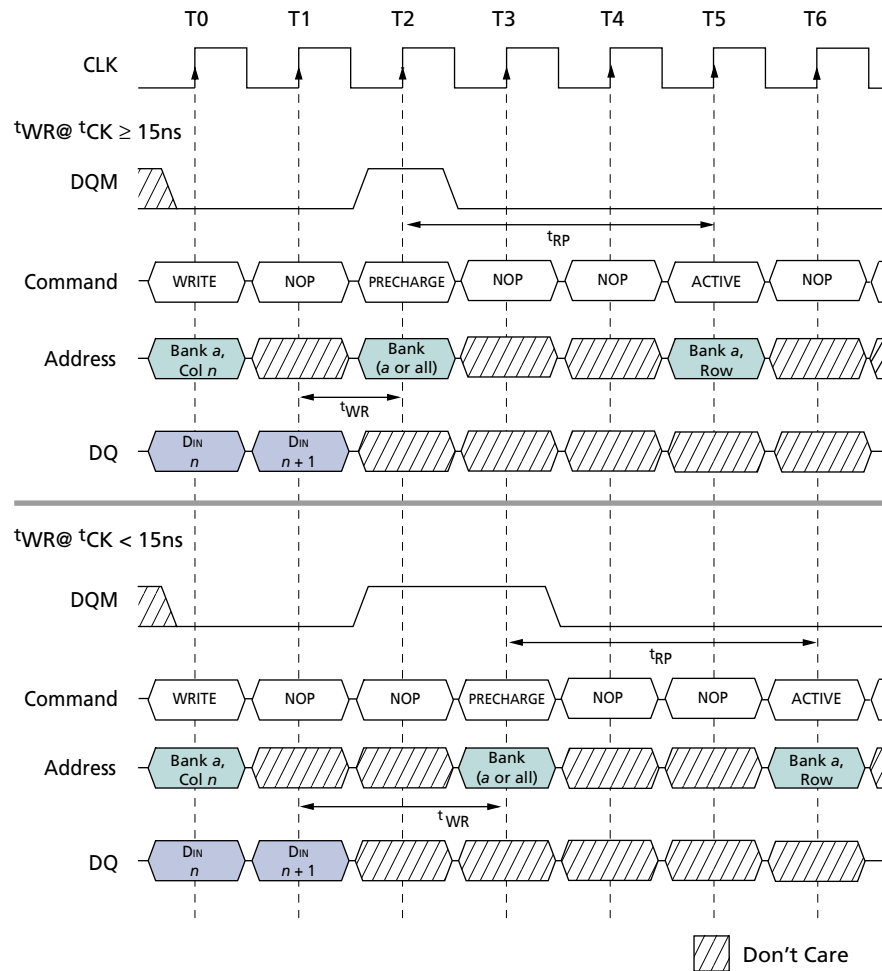 T0 T1 T2 T3 T4 T5 T6
CLK
tWR@ tCK ≥ 15ns
DQM
tRP
Command WRITE NOP PRECHARGE NOP NOP ACTIVE NOP
Address Bank a, Col n Bank (a or all) Bank a, Row
tWR
DQ DIN n DIN n + 1
tWR@ tCK < 15ns
DQM
tRP
Command WRITE NOP NOP PRECHARGE NOP NOP ACTIVE
Address Bank a, Col n Bank (a or all) Bank a, Row
tWR
DQ DIN n DIN n + 1
Don't Care